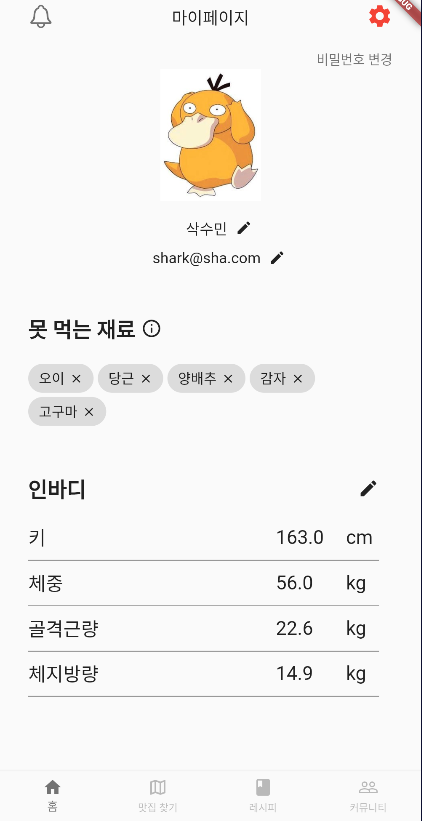 마이페이지
비밀번호 변경
삭수민
shark@sha.com
못 먹는 재료
오이 당근 양배추 감자
고구마
인바디
키 163.0 cm
체중 56.0 kg
골격근량 22.6 kg
체지방량 14.9 kg
홈 맛집 찾기 레시피 커뮤니티